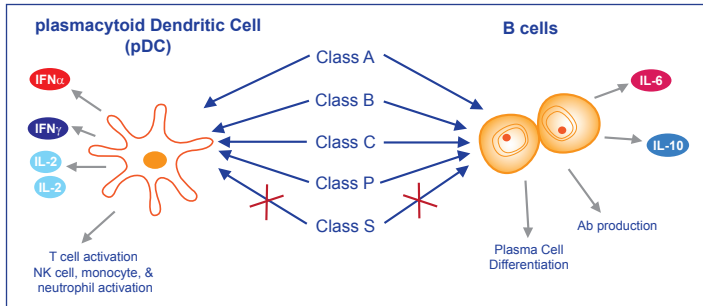 plasmacytoid Dendritic Cell
(pDC)
B cells
Class A
Class B
Class C
Class P
Class S
IFNα
IFNγ
IL-2
IL-2
IL-6
IL-10
T cell activation
NK cell, monocyte, &
neutrophil activation
Plasma Cell
Differentiation
Ab production